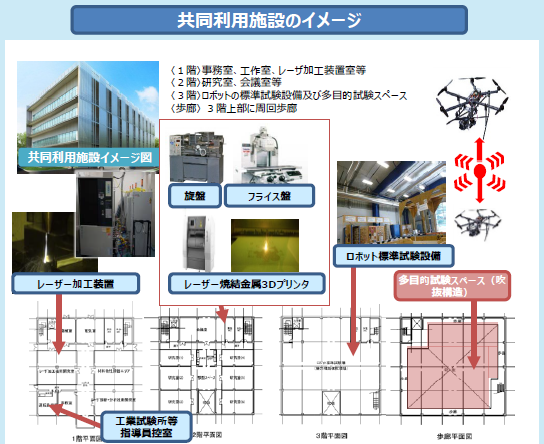 共同利用施設のイメージ
〈１階〉事務室、工作室、レーザ加工装置室等
〈２階〉研究室、会議室等
〈３階〉ロボットの標準試験設備及び多目的試験スペース
〈歩廊〉３階上部に周回歩廊
共同利用施設イメージ図
旋盤
フライス盤
レーザー加工装置
レーザー焼結金属3Dプリンタ
ロボット標準試験設備
多目的試験スペース（吹
抜構造）
工業試験所等
指導員控室
1階平面図
2階平面図
3階平面図
歩廊平面図